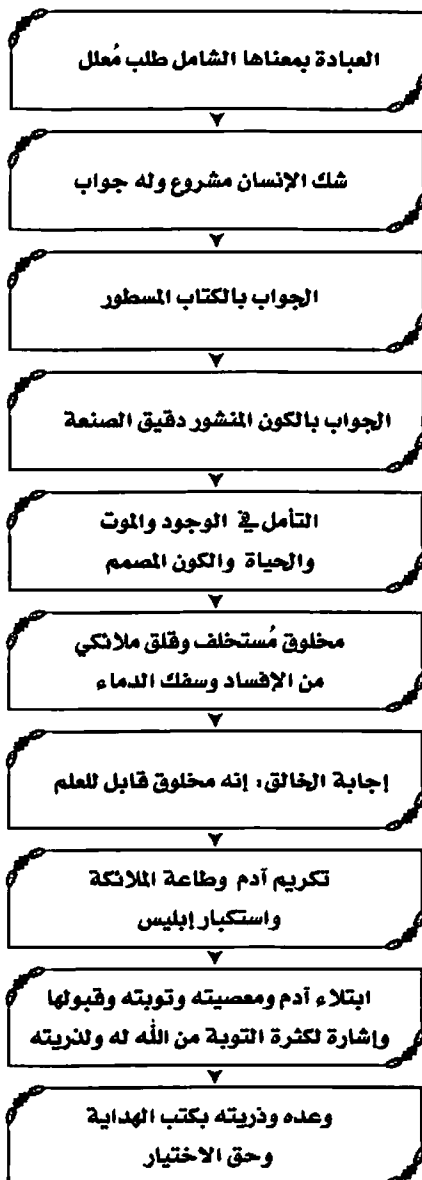 العبادة بمعناها الشامل طلب مُعلل
شك الإنسان مشروع وله جواب
الجواب بالكتاب المسطور
الجواب بالكون المنشور دقيق الصنعة
التأمل في الوجود والموت
والحياة والكون المصمم
مخلوق مُستخلف وقلق ملائكي
من الإفساد وسفك الدماء
إجابة الخالق: إنه مخلوق قابل للعلم
تكريم آدم وطاعة الملائكة
واستكبار إبليس
ابتلاء آدم ومعصيته وتوبته وقبولها
وإشارة لكثرة التوبة من الله له ولذريته
وعده وذريته بكتب الهداية
وحق الاختيار